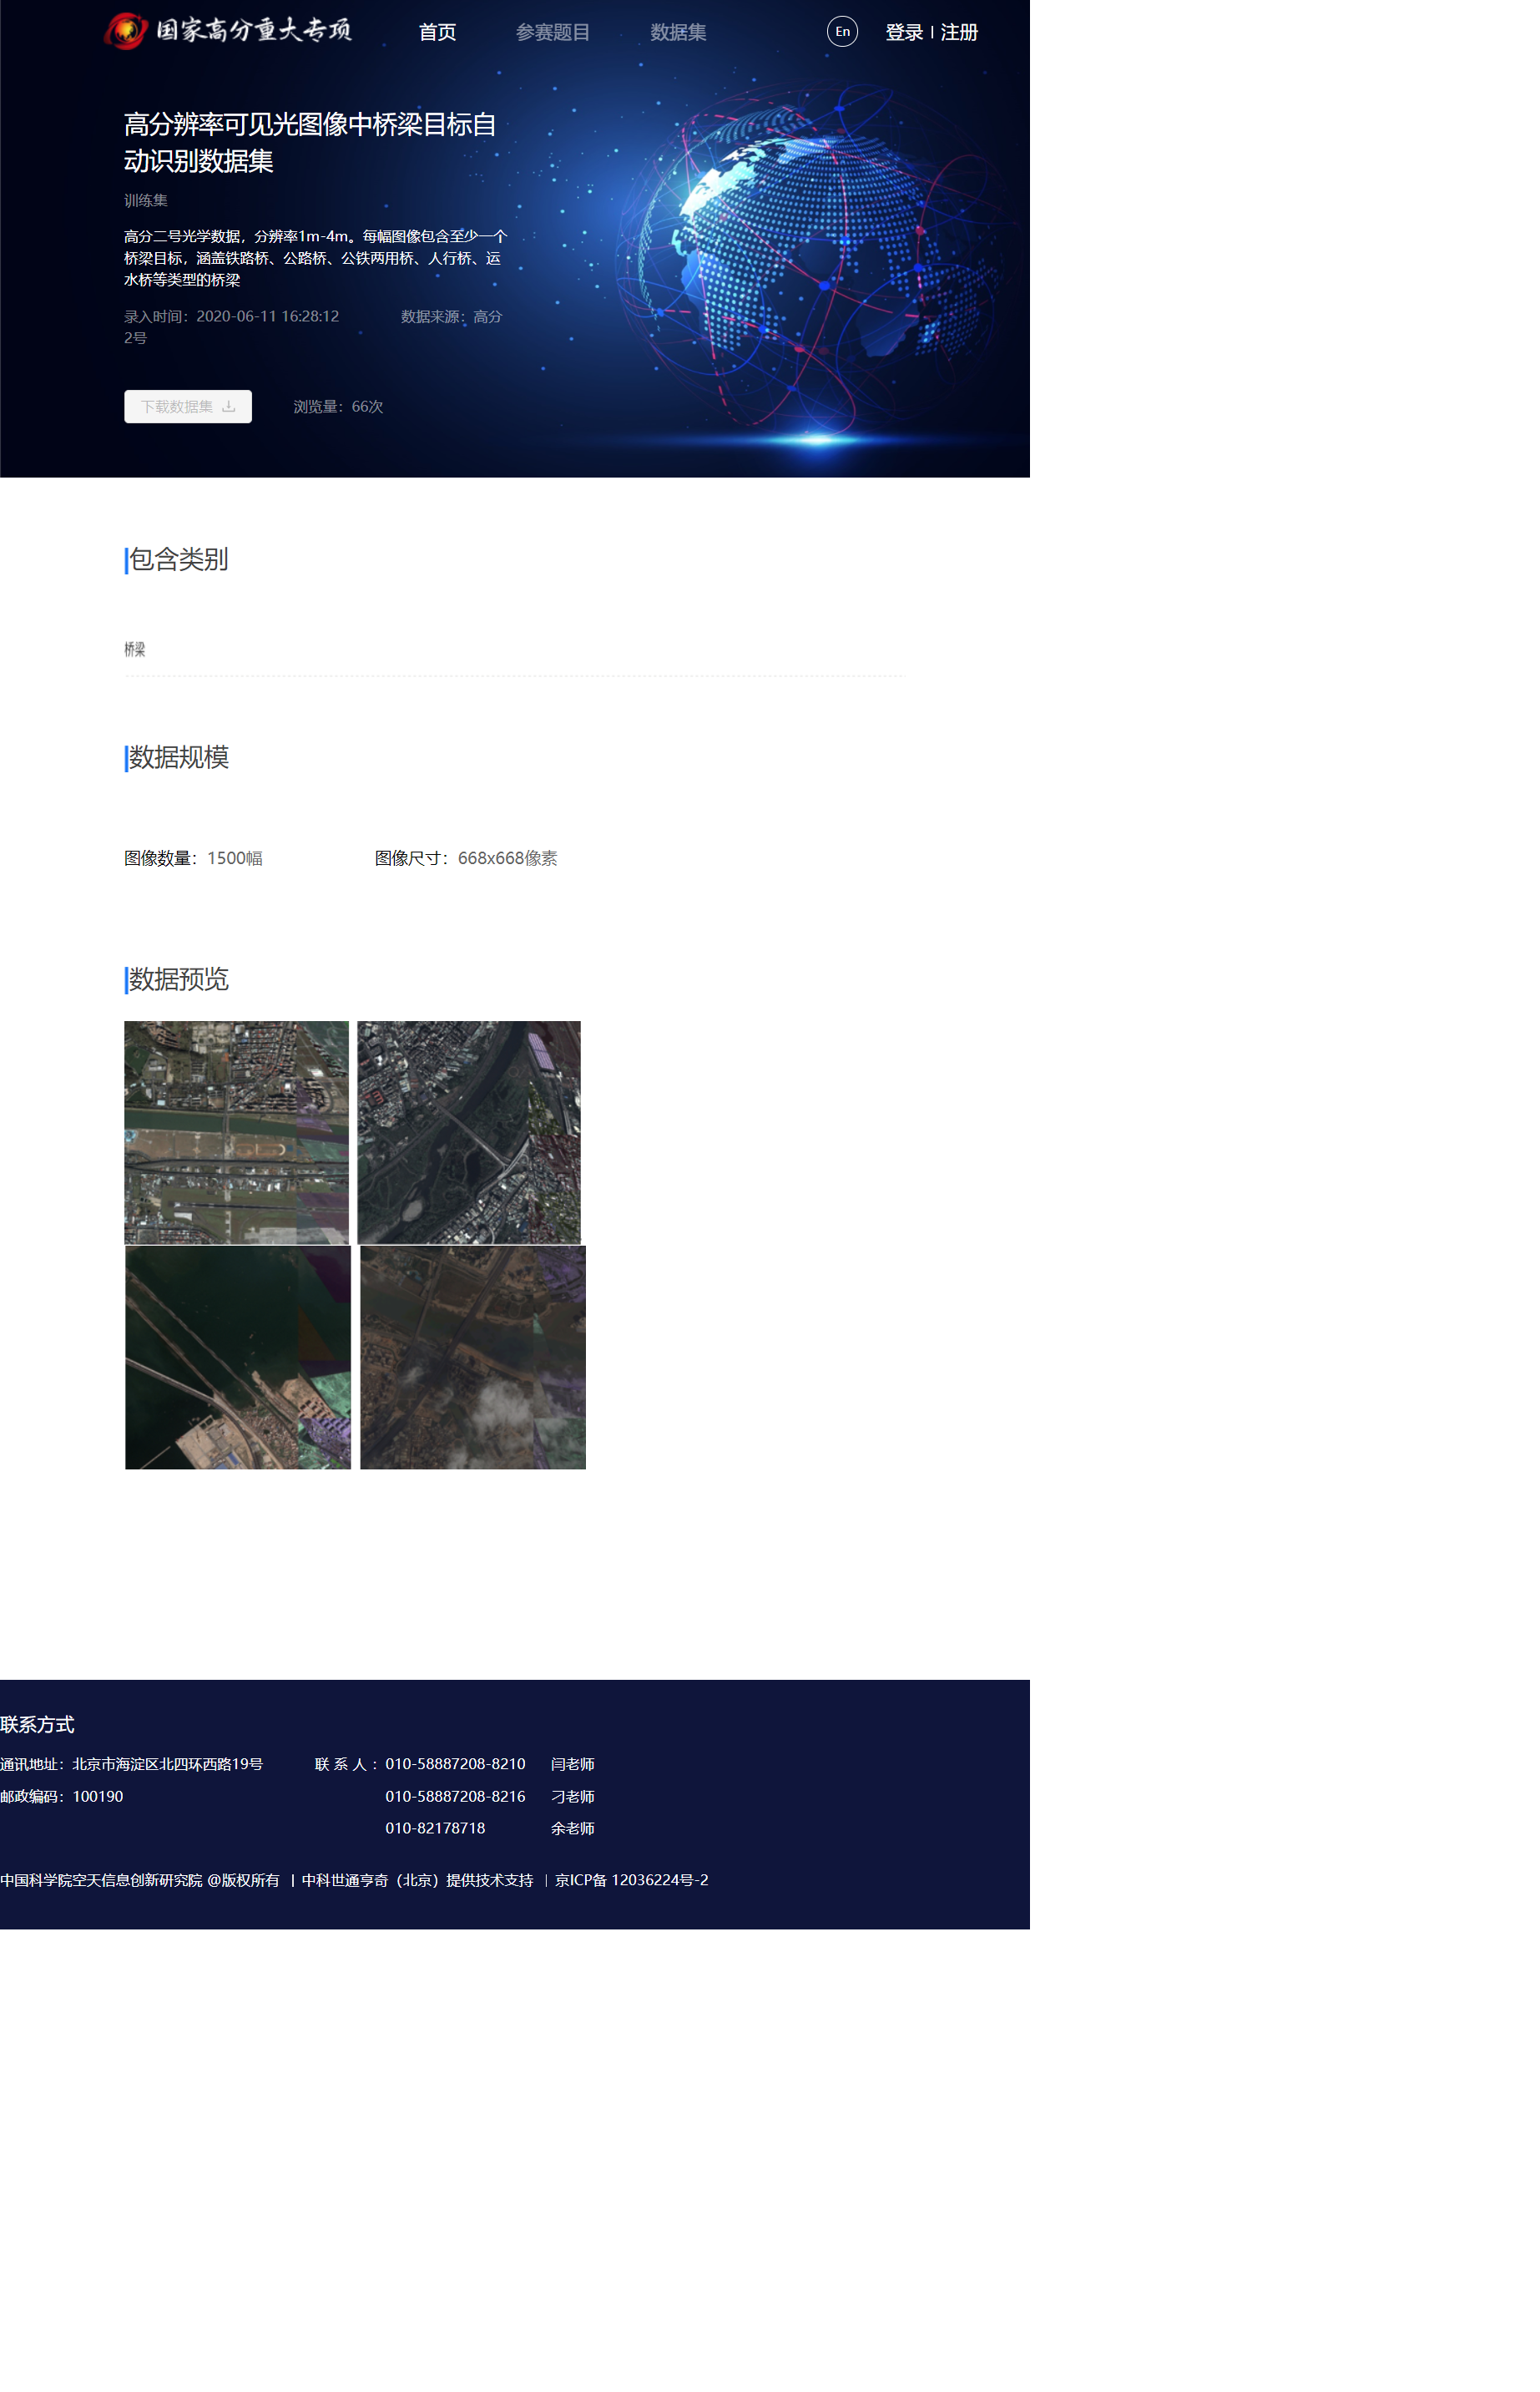 国家高分重大专项
首页 参赛题目 数据集 En 登录 | 注册
高分辨率可见光图像中桥梁目标自
动识别数据集
训练集
高分二号光学数据，分辨率1m-4m。每幅图像包含至少一个
桥梁目标，涵盖铁路桥、公路桥、公铁两用桥、人行桥、运
水桥等类型的桥梁
录入时间：2020-06-11 16:28:12 数据来源：高分
2号
下载数据集 浏览量：66次
包含类别
桥梁
数据规模
图像数量：1500幅 图像尺寸：668x668像素
数据预览
联系方式
通讯地址：北京市海淀区北四环西路19号 联 系 人 ：010-58887208-8210 闫老师
邮政编码：100190 010-58887208-8216 刁老师
010-82178718 余老师
中国科学院空天信息创新研究院 @版权所有 | 中科世通亨奇（北京）提供技术支持 | 京ICP备 12036224号-2